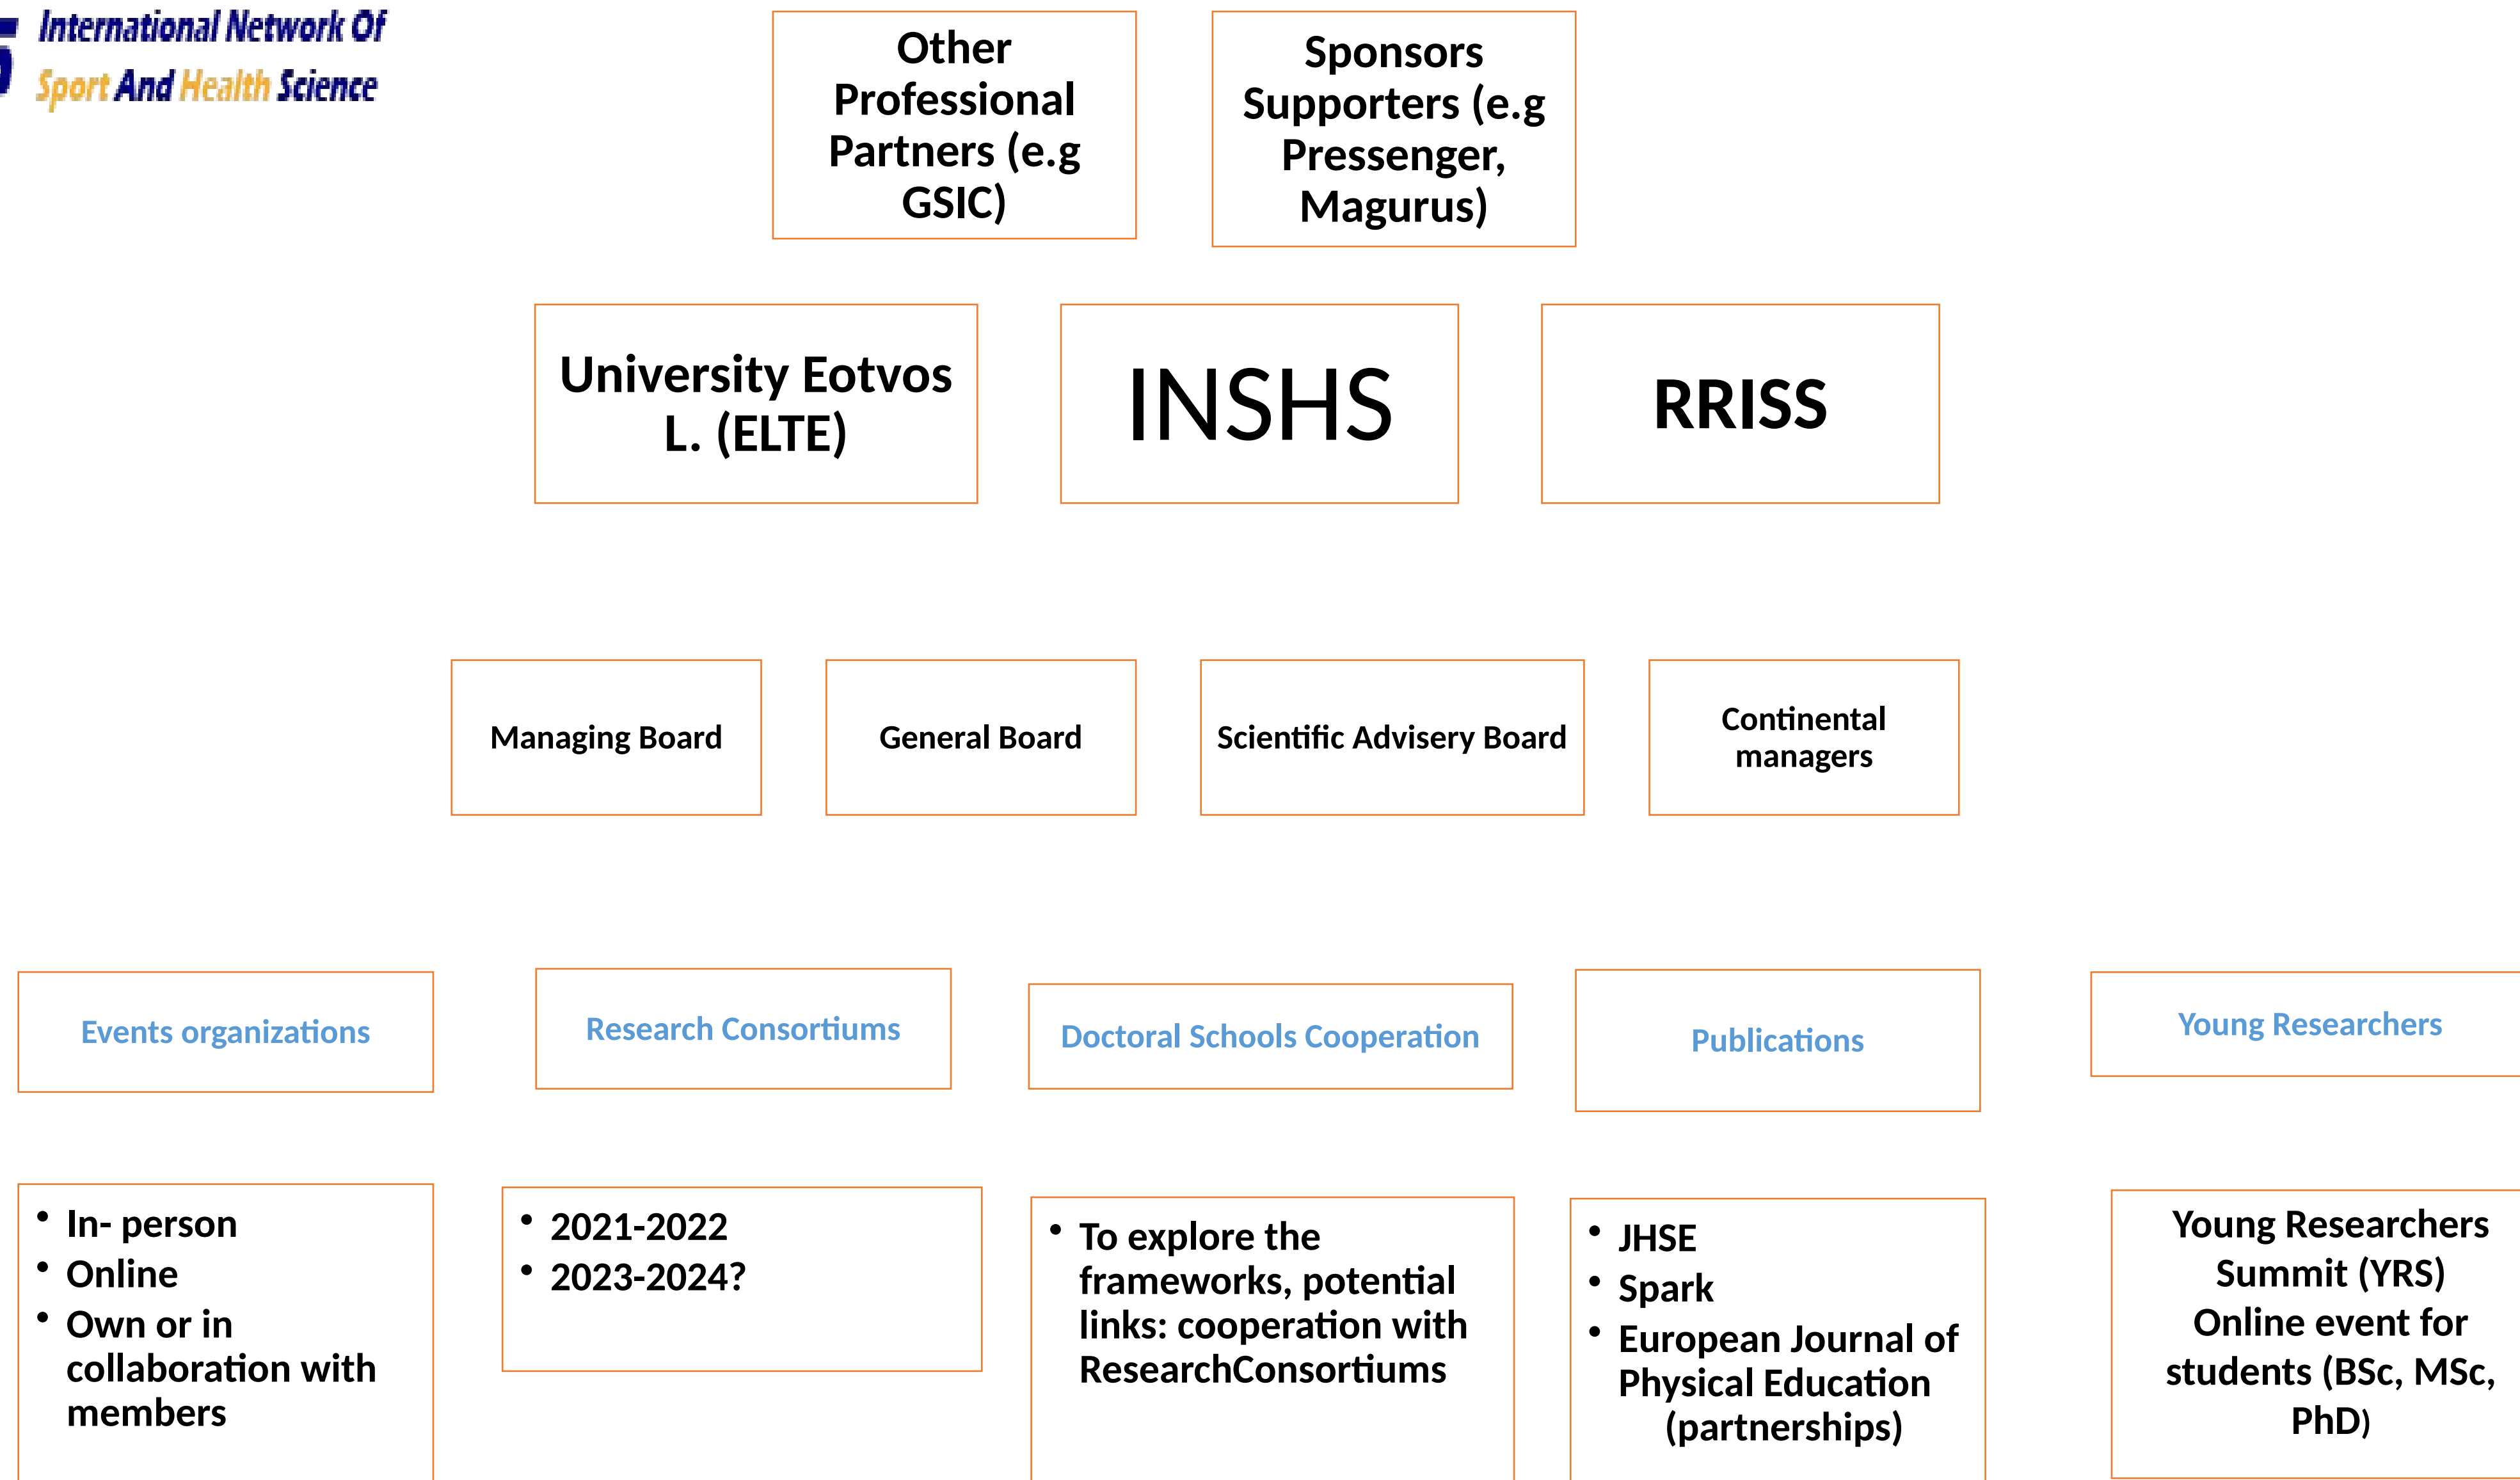 International Network Of
Sport And Health Science
Other
Professional
Partners (e.g
GSIC)
Sponsors
Supporters (e.g
Pressenger,
Magurus)
University Eotvos
L. (ELTE)
INSHS
RRISS
Managing Board
General Board
Scientific Advisery Board
Continental
managers
Events organizations
Research Consortiums
Doctoral Schools Cooperation
Publications
Young Researchers
• In- person
• Online
• Own or in
collaboration with
members
• 2021-2022
• 2023-2024?
• To explore the
frameworks, potential
links: cooperation with
ResearchConsortiums
• JHSE
• Spark
• European Journal of
Physical Education
(partnerships)
Young Researchers
Summit (YRS)
Online event for
students (BSc, MSc,
PhD)